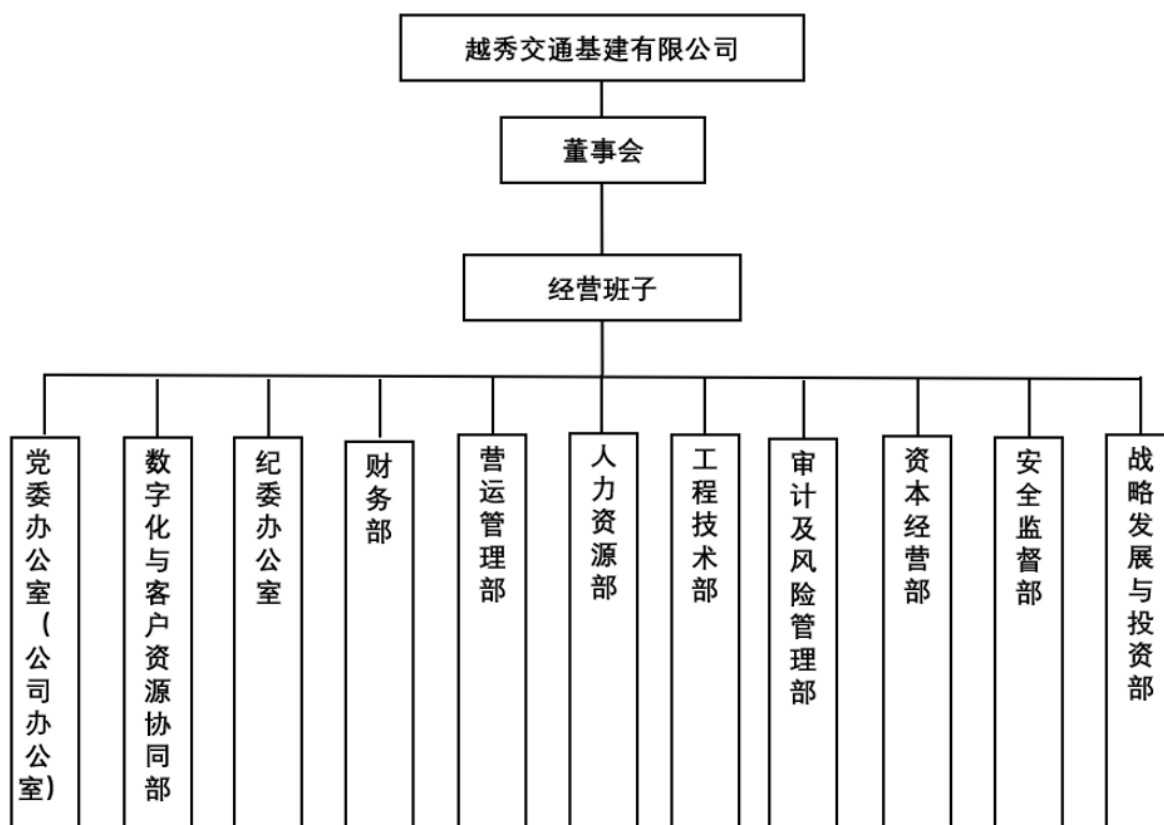 越秀交通基建有限公司
董事会
经营班子
党委办公室（公司办公室）
数字化与客户资源协同部
纪委办公室
财务部
营运管理部
人力资源部
工程技术部
审计及风险管理部
资本经营部
安全监督部
战略发展与投资部